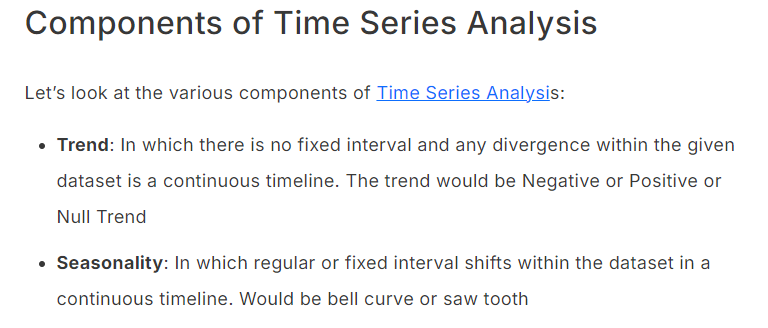 Components of Time Series Analysis
Let’s look at the various components of Time Series Analysis:
• Trend: In which there is no fixed interval and any divergence within the given
dataset is a continuous timeline. The trend would be Negative or Positive or
Null Trend
• Seasonality: In which regular or fixed interval shifts within the dataset in a
continuous timeline. Would be bell curve or saw tooth